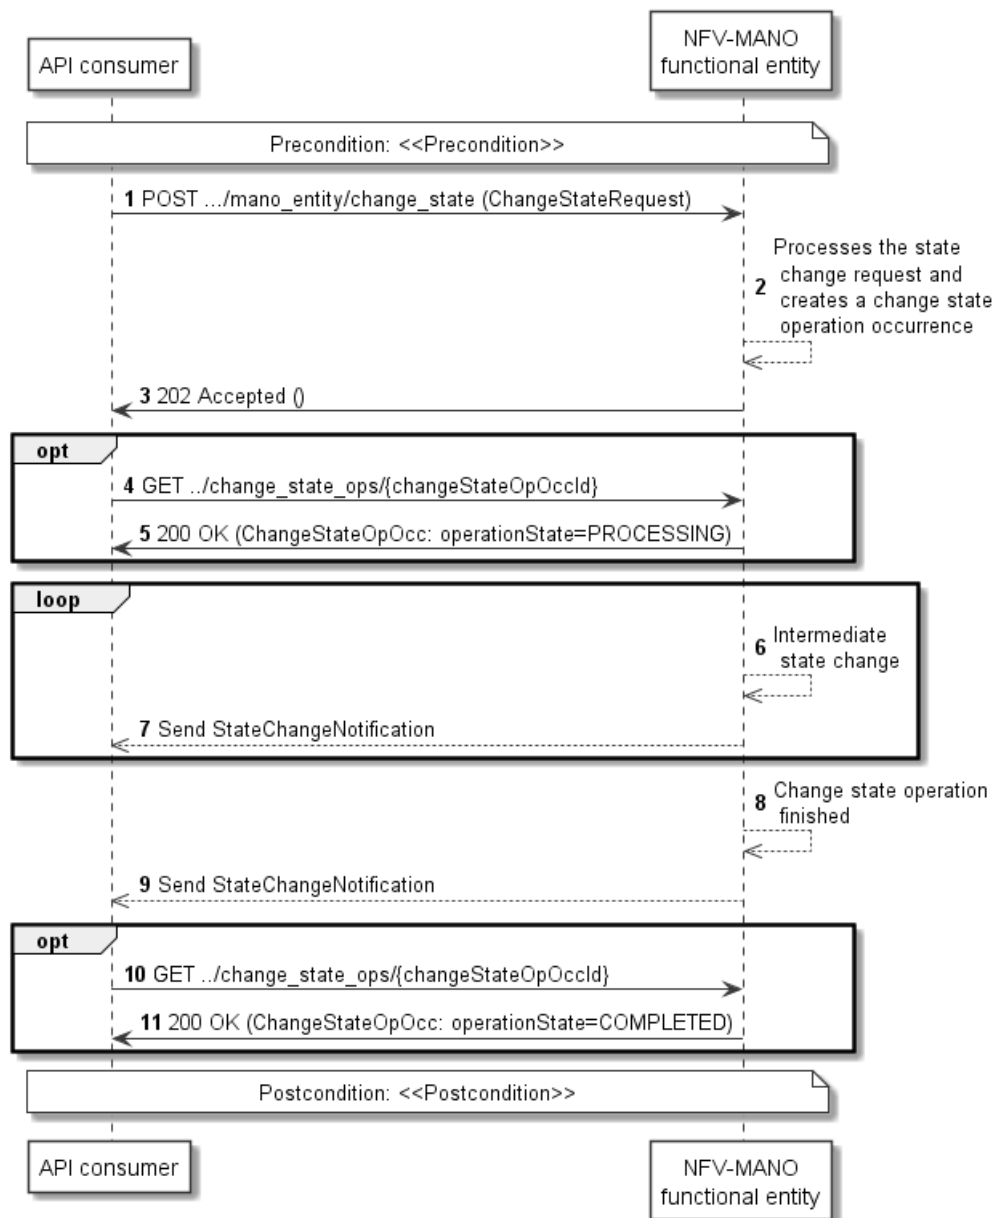 API consumer
NFV-MANO
functional entity
Precondition: <<Precondition>>
1 POST .../mano_entity/change_state (ChangeStateRequest)
2 Processes the state
change request and
creates a change state
operation occurrence
3 202 Accepted ()
opt
4 GET ../change_state_ops/{changeStateOpOccId}
5 200 OK (ChangeStateOpOcc: operationState=PROCESSING)
loop
6 Intermediate
state change
7 Send StateChangeNotification
8 Change state operation
finished
9 Send StateChangeNotification
opt
10 GET ../change_state_ops/{changeStateOpOccId}
11 200 OK (ChangeStateOpOcc: operationState=COMPLETED)
Postcondition: <<Postcondition>>
API consumer
NFV-MANO
functional entity